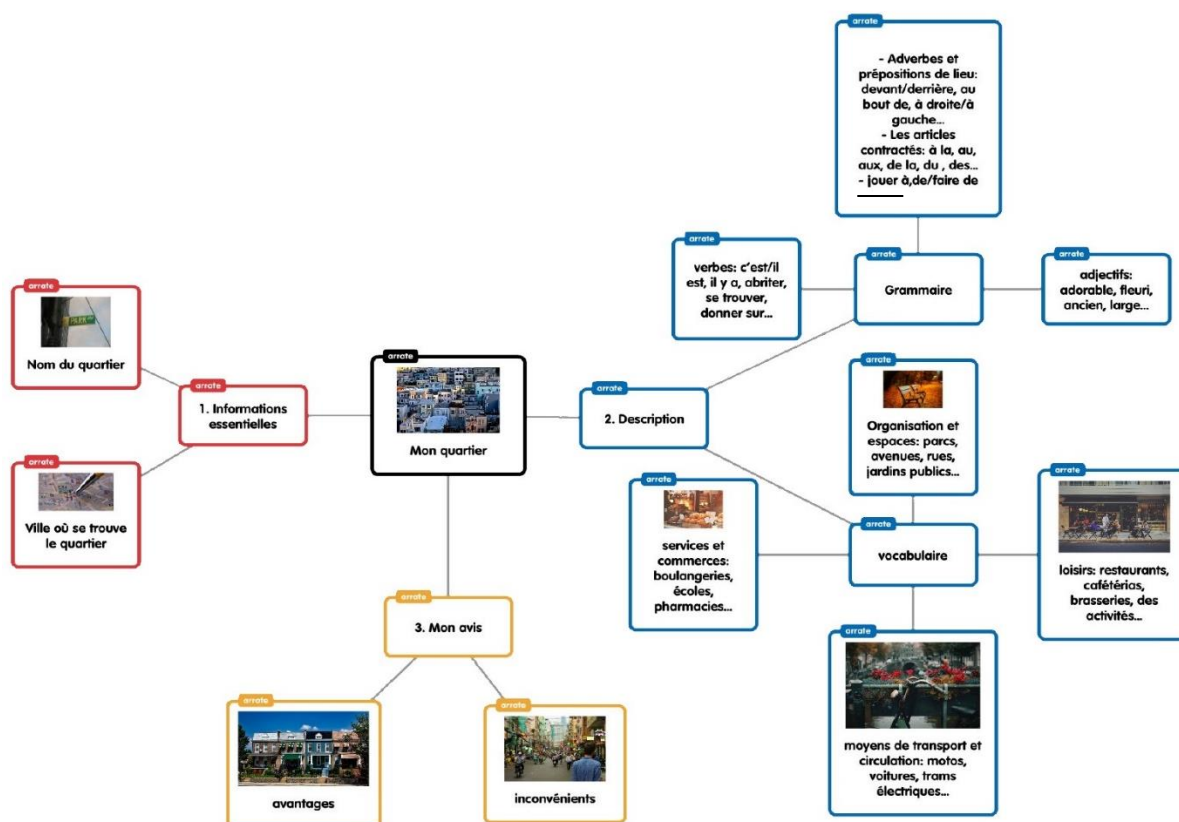 arrate
- Adverbes et
prépositions de lieu:
devant/derrière, au
bout de, à droite/à
gauche...
- Les articles
contractés: à la, au,
aux, de la, du , des...
- jouer à,de/faire de
arrate
verbes: c'est/il
est, il y a, abriter,
se trouver,
donner sur...
arrate
Grammaire
arrate
adjectifs:
adorable, fleuri,
ancien, large...
arrate
Nom du quartier
arrate
1. Informations
essentielles
arrate
Mon quartier
arrate
2. Description
arrate
Organisation et
espaces: parcs,
avenues, rues,
jardins publics...
arrate
Ville où se trouve
le quartier
arrate
services et
commerces:
boulangeries,
écoles,
pharmacies...
arrate
vocabulaire
arrate
loisirs: restaurants,
cafétérias,
brasseries, des
activités...
arrate
3. Mon avis
arrate
avantages
arrate
inconvénients
arrate
moyens de transport et
circulation: motos,
voitures, trams
électriques...